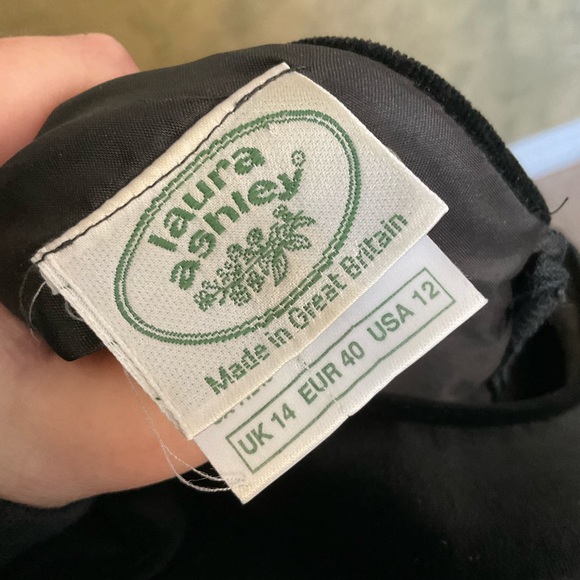 laura
ashley®
Made in Great Britain
UK 14 EUR 40 USA 12